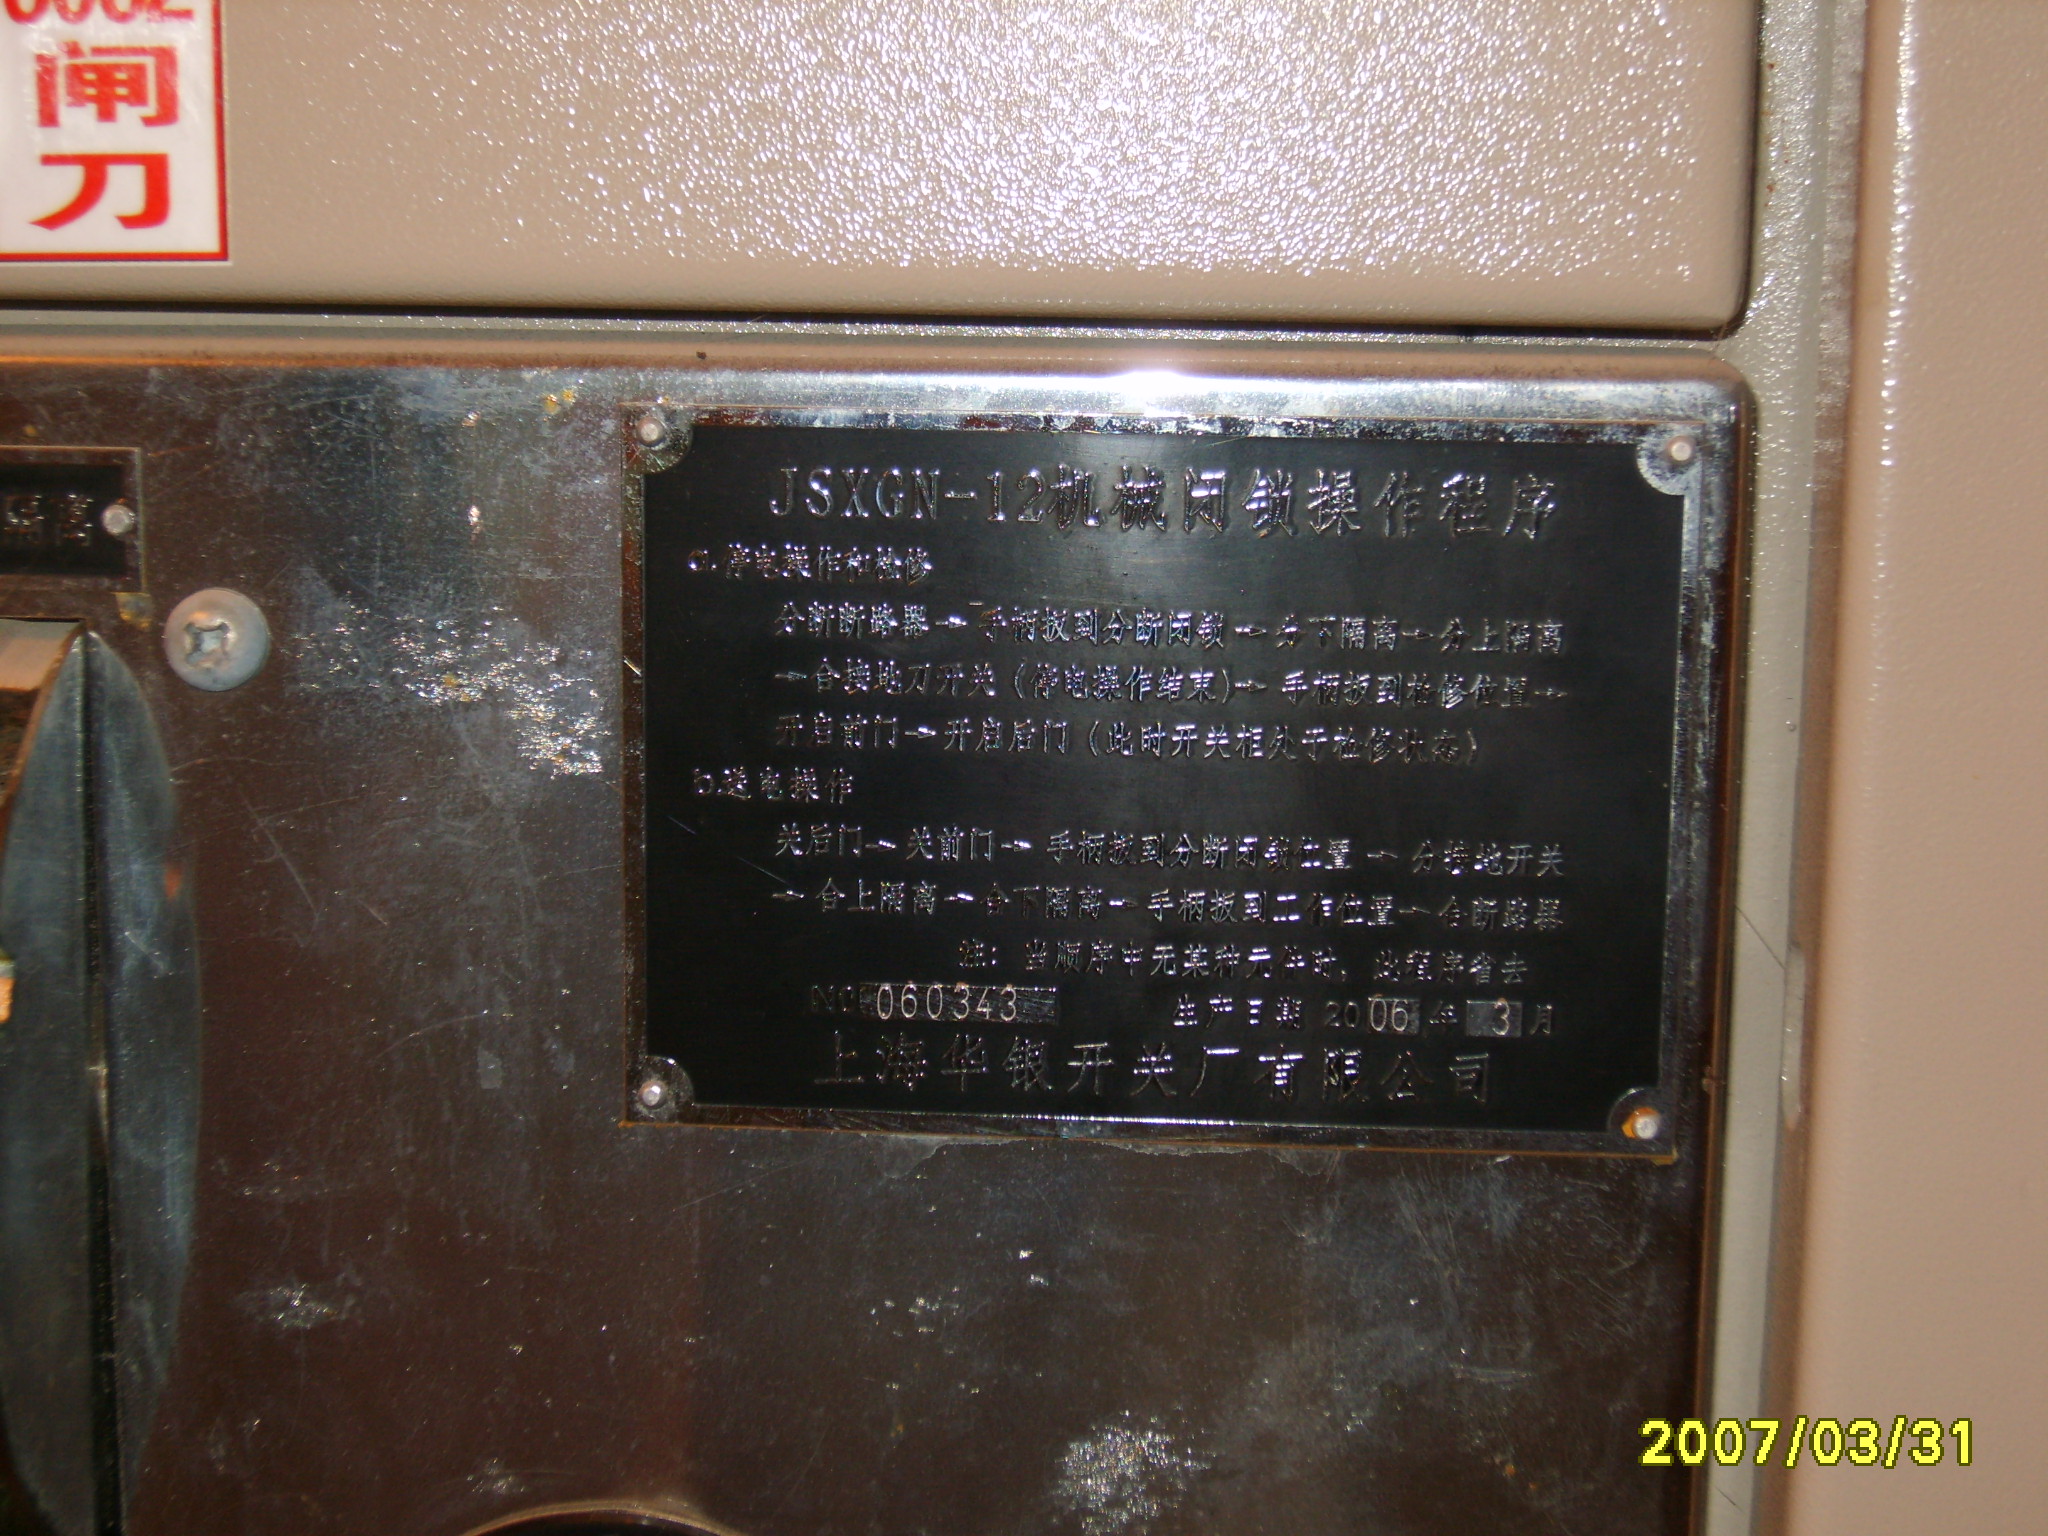 闸
刀
隔离
JSXGN-12机械闭锁操作程序
a.停电操作和检修
分断断路器→手柄扳到分断闭锁→分下隔离→分上隔离
→合接地刀开关(停电操作结束)→手柄扳到检修位置→
开启前门→开启后门(此时开关柜处于检修状态)
b.送电操作
关后门→关前门→手柄扳到分断闭锁位置→分接地开关
→合上隔离→合下隔离→手柄扳到工作位置→合断路器
注:当顺序中无某种元件时,此程序省去
NO 060343 生产日期 2006年 3月
上海华银开关厂有限公司
2007/03/31